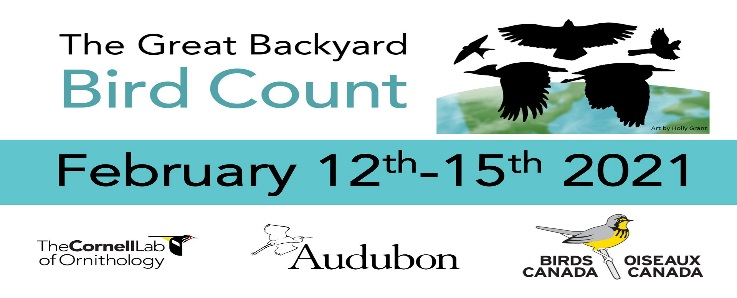 The Great Backyard
Bird Count
Art by Holly Grant
February 12th-15th 2021
TheCornellLab
of Ornithology
Audubon
BIRDS OISEAUX
CANADA CANADA